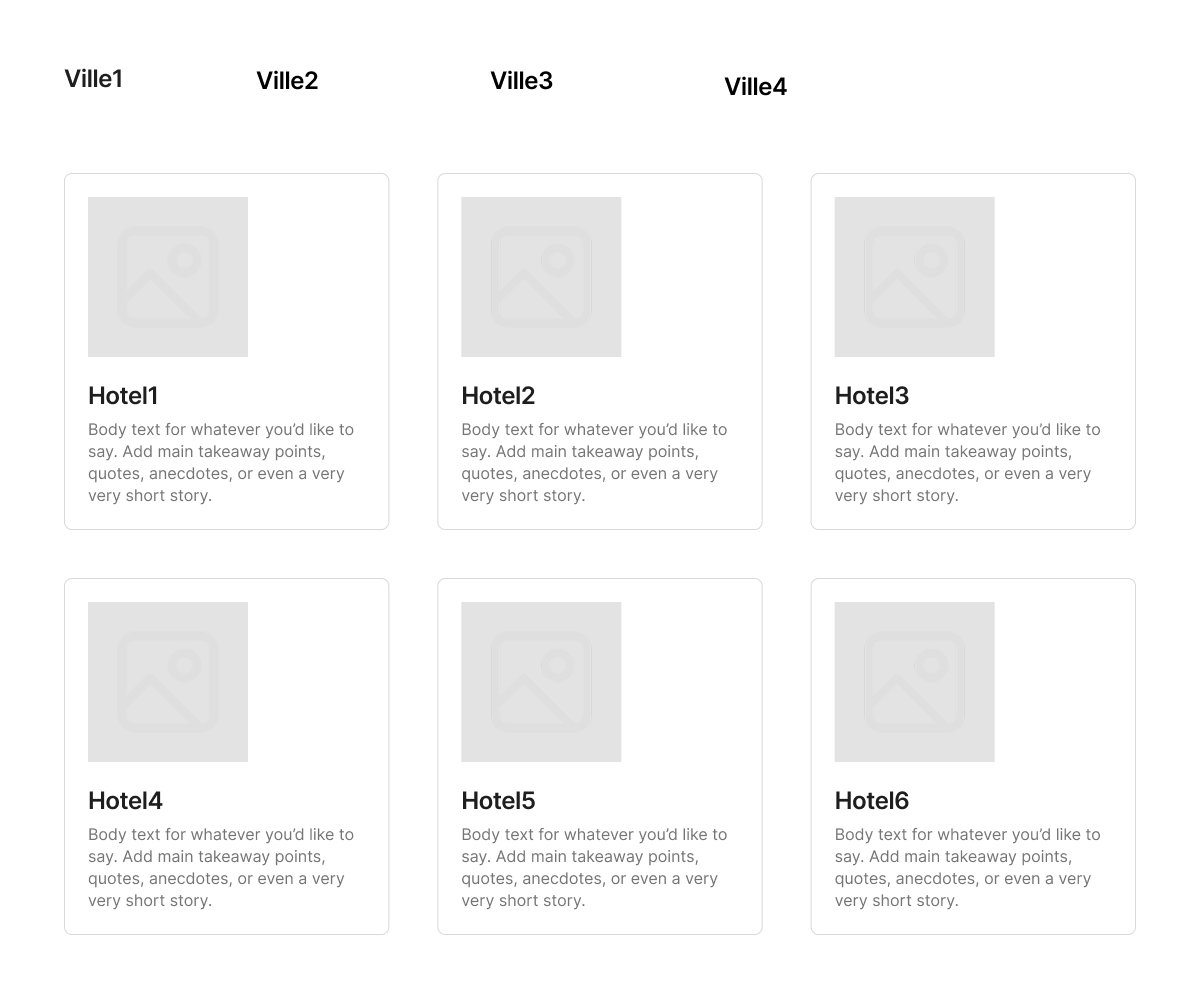 Ville1
Ville2
Ville3
Ville4
Hotel1
Body text for whatever you’d like to
say. Add main takeaway points,
quotes, anecdotes, or even a very
very short story.
Hotel2
Body text for whatever you’d like to
say. Add main takeaway points,
quotes, anecdotes, or even a very
very short story.
Hotel3
Body text for whatever you’d like to
say. Add main takeaway points,
quotes, anecdotes, or even a very
very short story.
Hotel4
Body text for whatever you’d like to
say. Add main takeaway points,
quotes, anecdotes, or even a very
very short story.
Hotel5
Body text for whatever you’d like to
say. Add main takeaway points,
quotes, anecdotes, or even a very
very short story.
Hotel6
Body text for whatever you’d like to
say. Add main takeaway points,
quotes, anecdotes, or even a very
very short story.